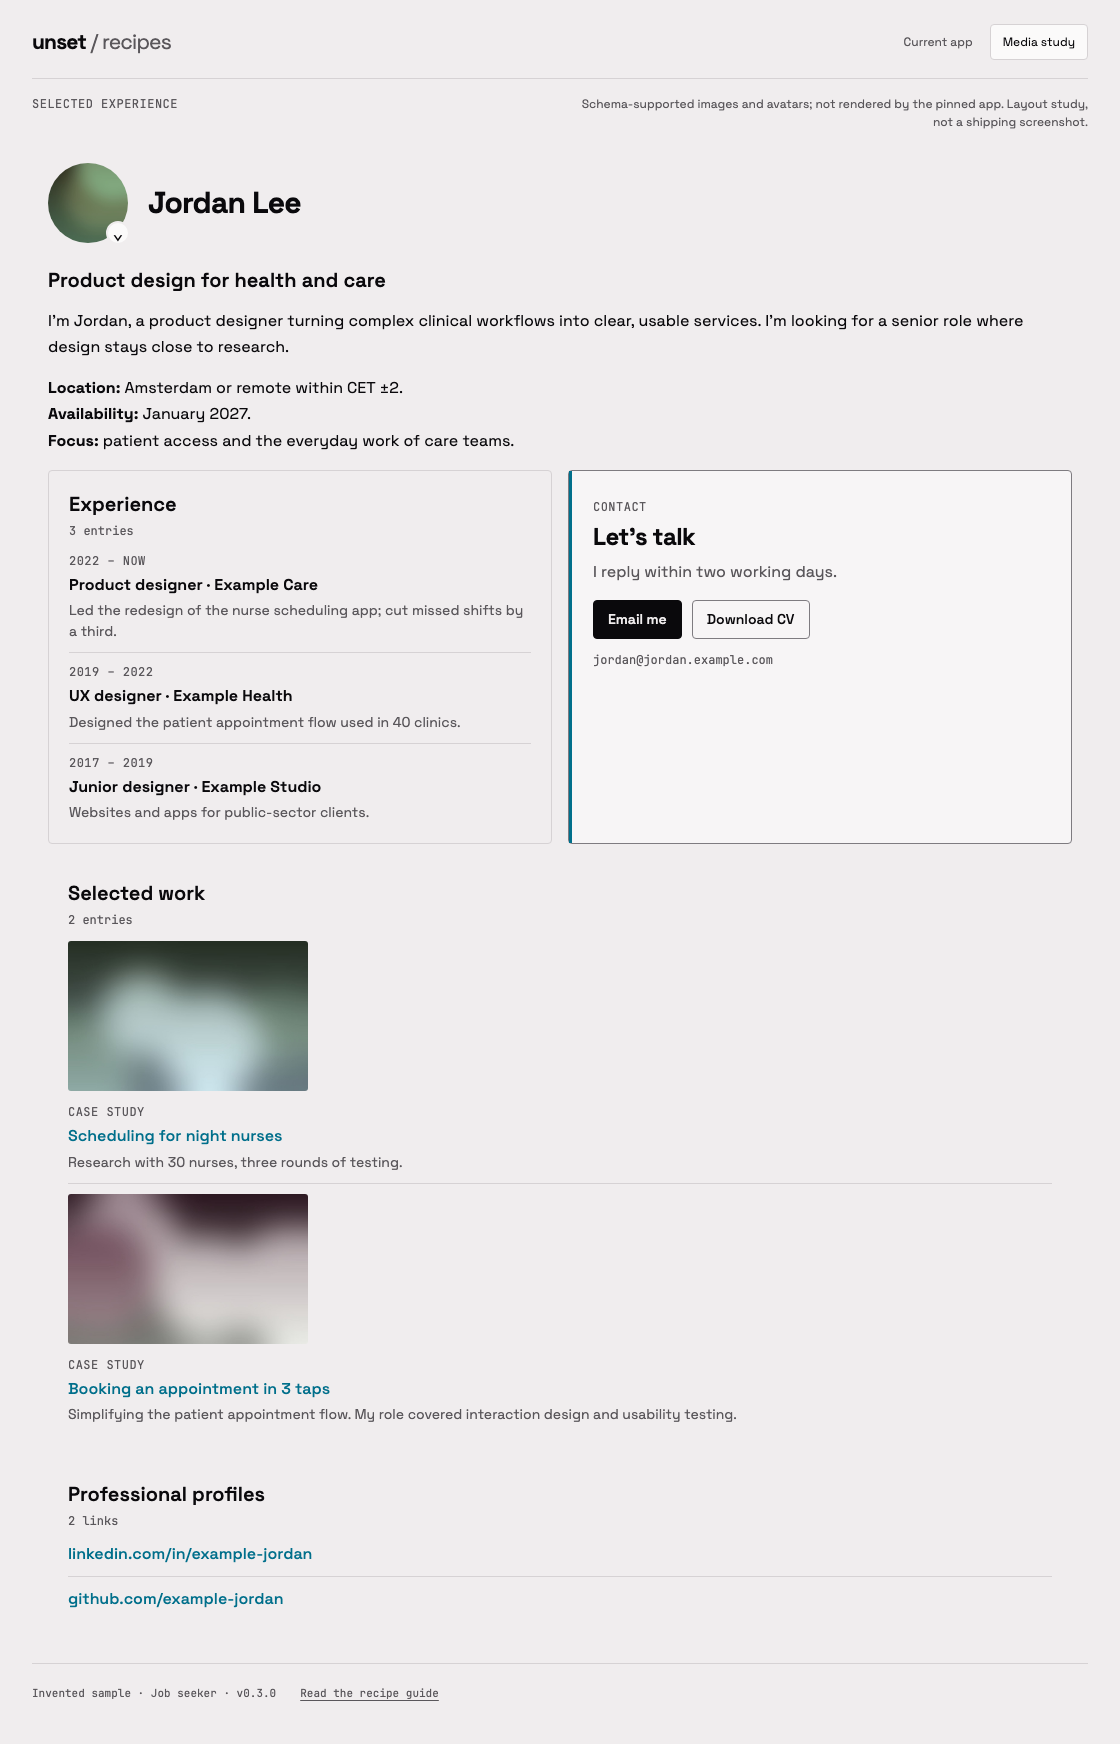 unset / recipes
Current app
Media study
SELECTED EXPERIENCE
Schema-supported images and avatars; not rendered by the pinned app. Layout study,
not a shipping screenshot.
Jordan Lee
Product design for health and care
I'm Jordan, a product designer turning complex clinical workflows into clear, usable services. I'm looking for a senior role where
design stays close to research.
Location: Amsterdam or remote within CET ±2.
Availability: January 2027.
Focus: patient access and the everyday work of care teams.
Experience
3 entries
2022 – NOW
Product designer · Example Care
Led the redesign of the nurse scheduling app; cut missed shifts by
a third.
2019 – 2022
UX designer · Example Health
Designed the patient appointment flow used in 40 clinics.
2017 – 2019
Junior designer · Example Studio
Websites and apps for public-sector clients.
CONTACT
Let's talk
I reply within two working days.
Email me
Download CV
jordan@jordan.example.com
Selected work
2 entries
CASE STUDY
Scheduling for night nurses
Research with 30 nurses, three rounds of testing.
CASE STUDY
Booking an appointment in 3 taps
Simplifying the patient appointment flow. My role covered interaction design and usability testing.
Professional profiles
2 links
linkedin.com/in/example-jordan
github.com/example-jordan
Invented sample · Job seeker · v0.3.0
Read the recipe guide